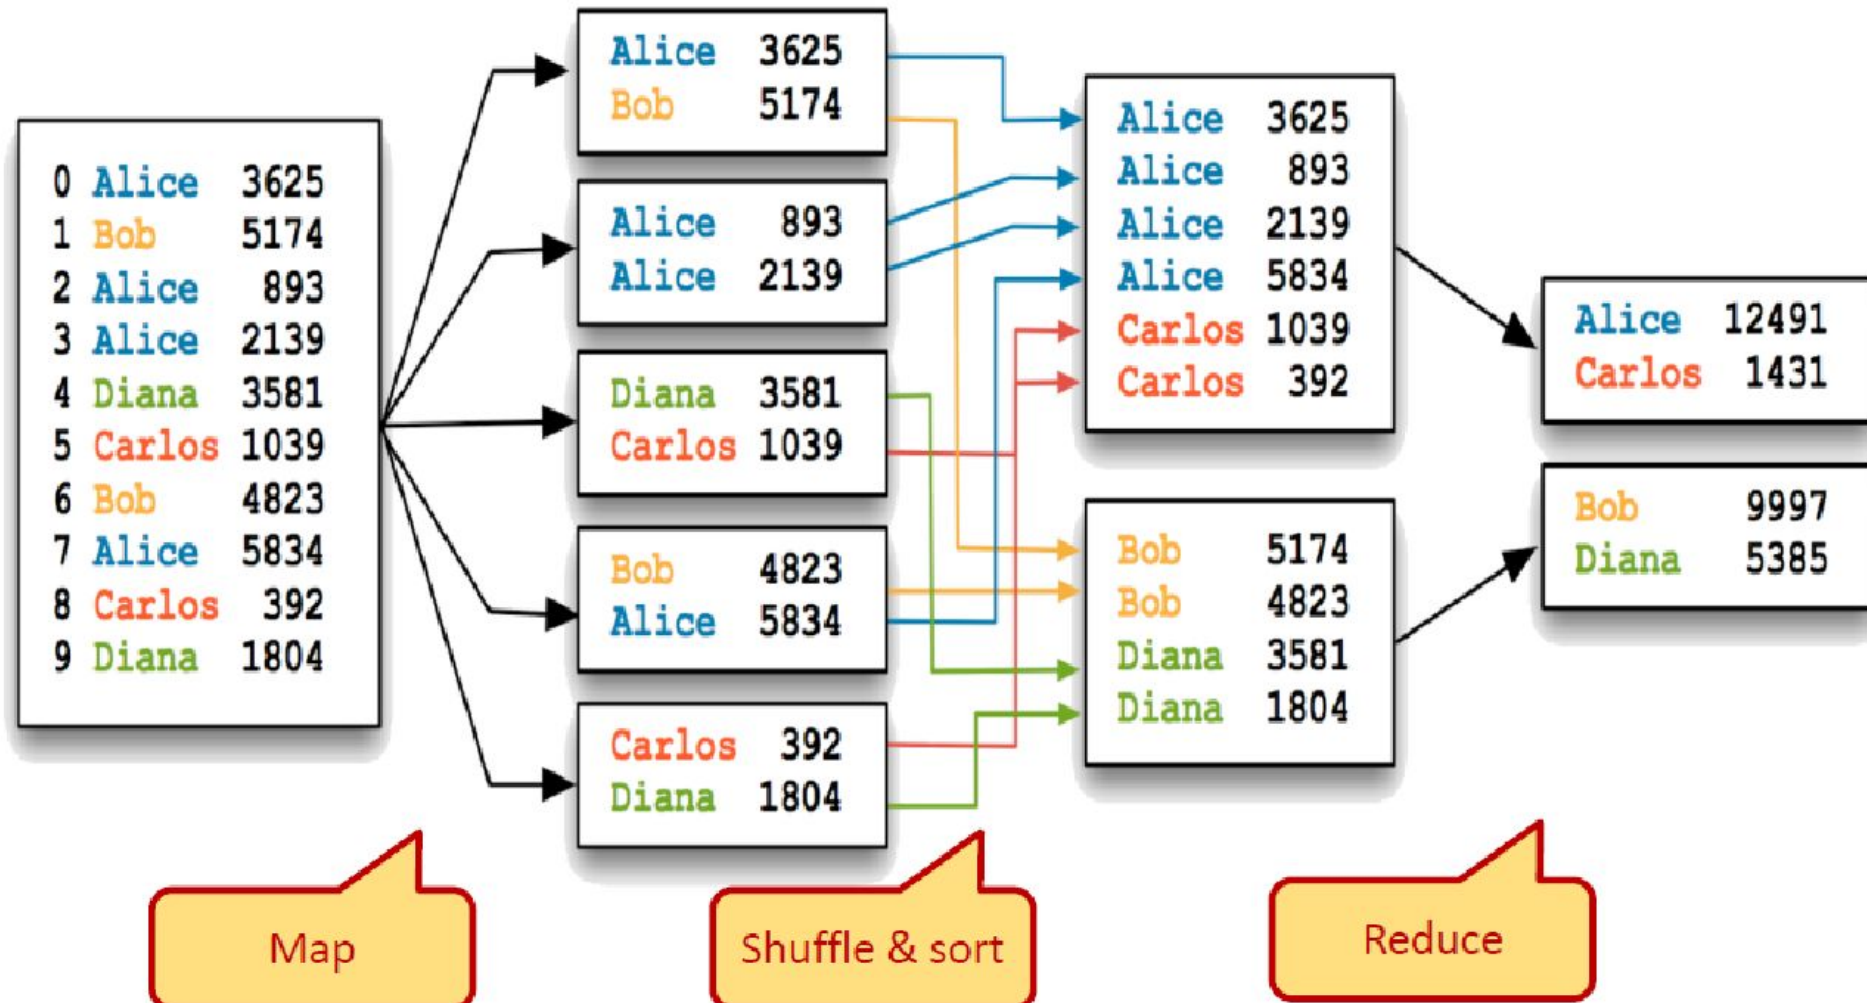 0 Alice 3625
1 Bob 5174
2 Alice 893
3 Alice 2139
4 Diana 3581
5 Carlos 1039
6 Bob 4823
7 Alice 5834
8 Carlos 392
9 Diana 1804
Alice 3625
Bob 5174
Alice 893
Alice 2139
Diana 3581
Carlos 1039
Bob 4823
Alice 5834
Carlos 392
Diana 1804
Alice 3625
Alice 893
Alice 2139
Alice 5834
Carlos 1039
Carlos 392
Bob 5174
Bob 4823
Diana 3581
Diana 1804
Alice 12491
Carlos 1431
Bob 9997
Diana 5385
Map
Shuffle & sort
Reduce